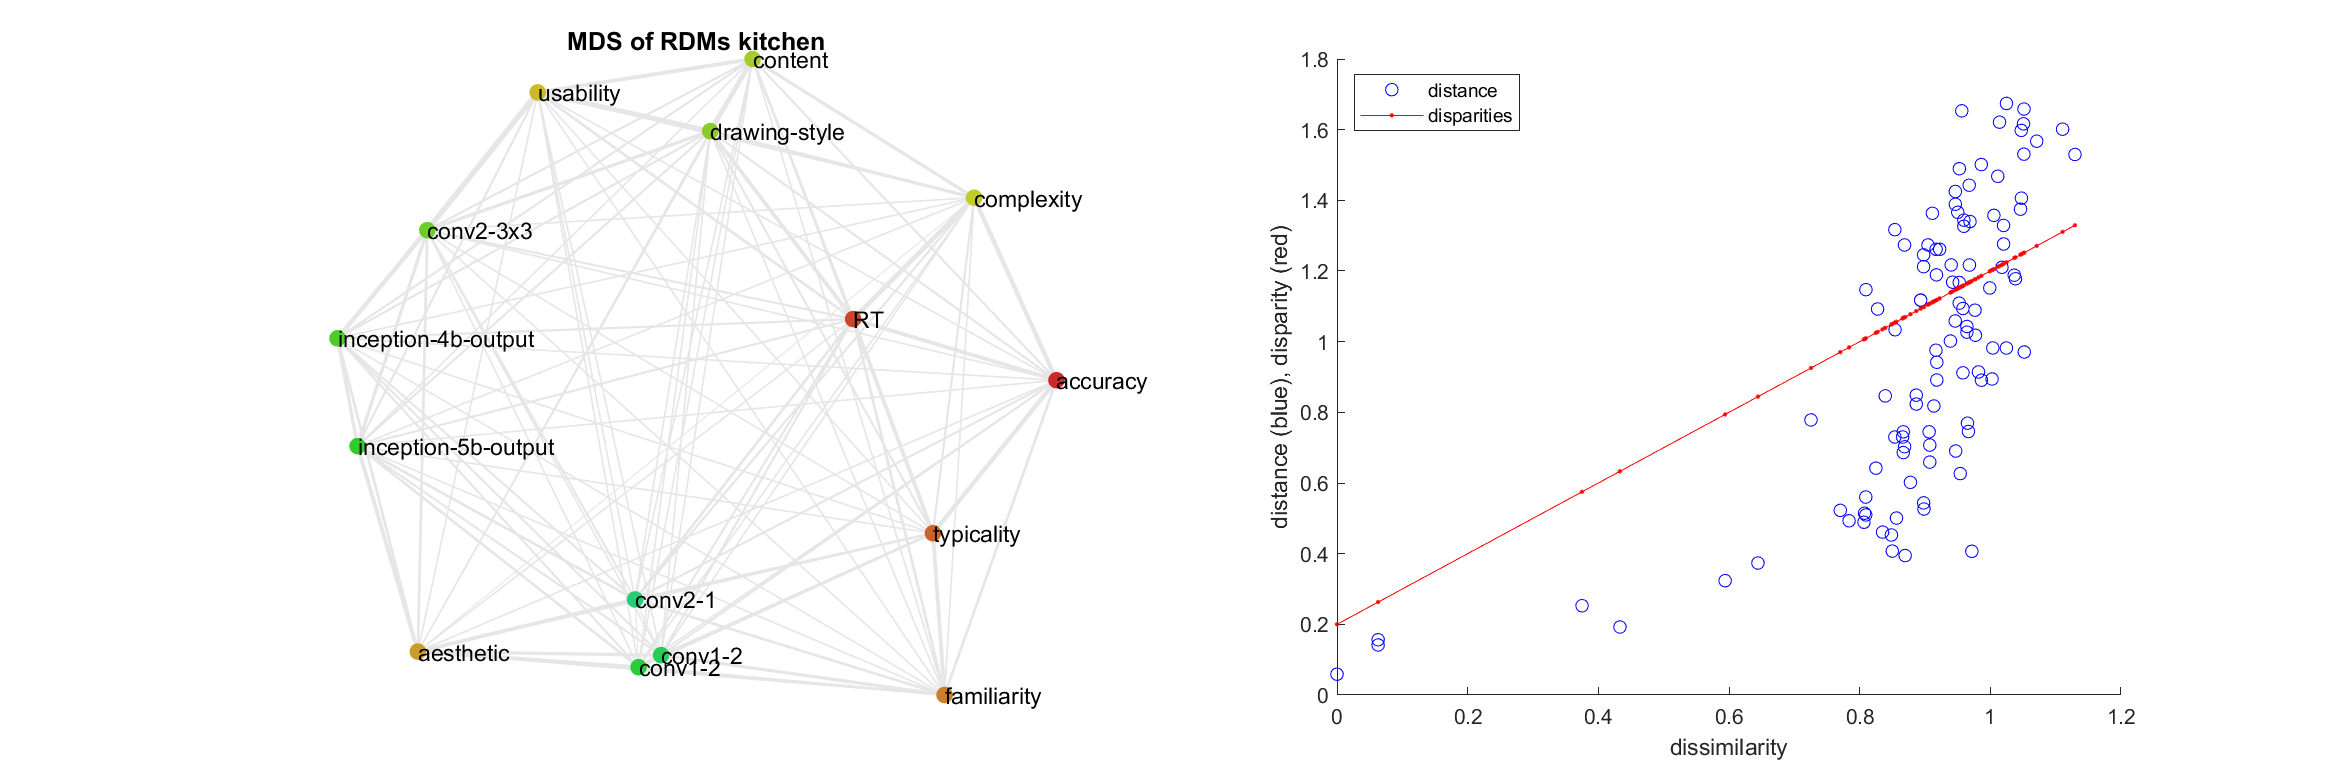 MDS of RDMs kitchen
content
usability
drawing-style
complexity
conv2-3x3
RT
inception-4b-output
accuracy
inception-5b-output
typicality
conv2-1
aesthetic
conv1-2
conv1-2
familiarity
1.8
1.6
1.4
1.2
1
0.8
0.6
0.4
0.2
0
distance (blue), disparity (red)
distance
disparities
0 0.2 0.4 0.6 0.8 1 1.2
dissimilarity